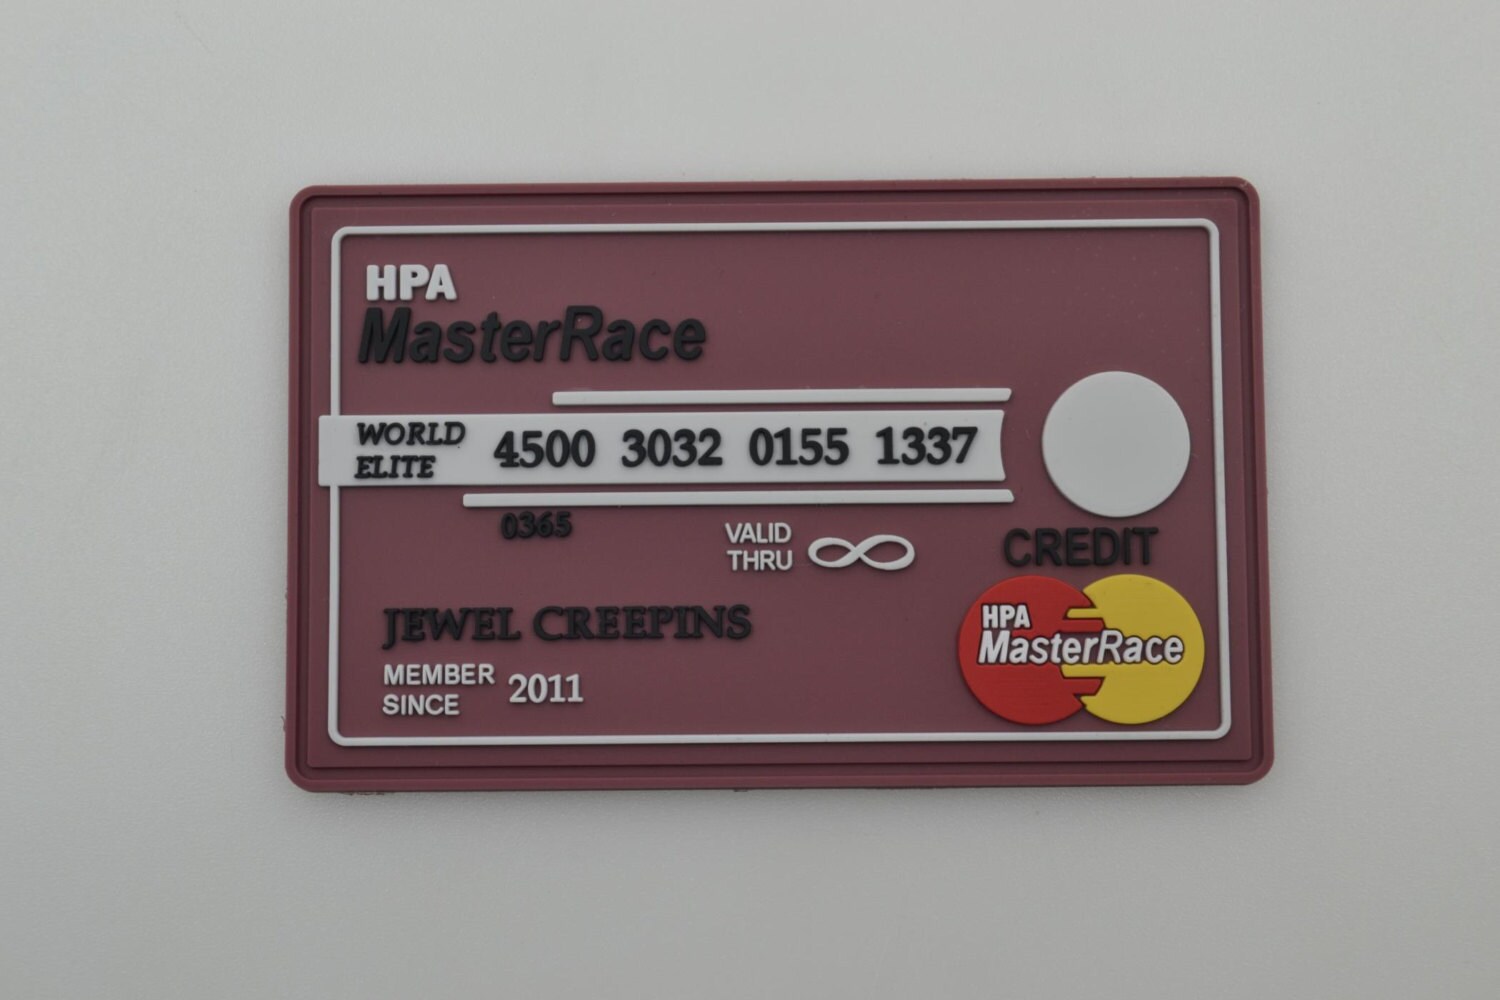 HPA
MasterRace
WORLD
ELITE
4500 3032 0155 1337
0365
VALID
THRU
∞
CREDIT
JEWEL CREEPINS
MEMBER
SINCE
2011
HPA
MasterRace